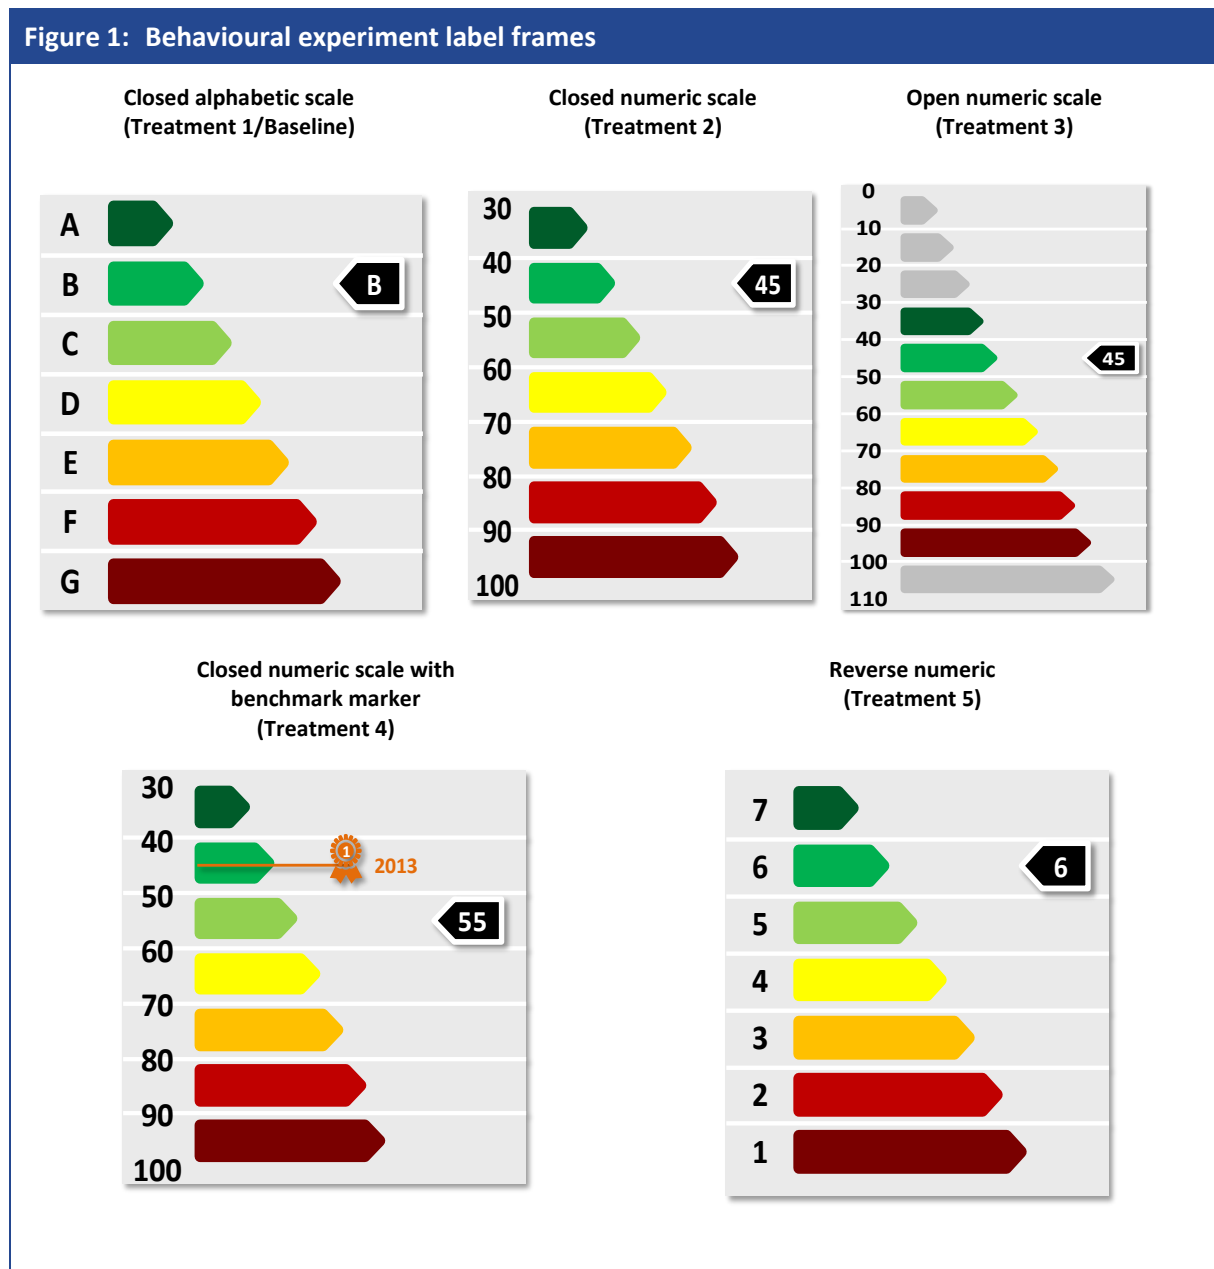 Figure 1: Behavioural experiment label frames
Closed alphabetic scale
(Treatment 1/Baseline)
A
B
B
C
D
E
F
G
Closed numeric scale
(Treatment 2)
30
40
45
50
60
70
80
90
100
Open numeric scale
(Treatment 3)
0
10
20
30
40
45
50
60
70
80
90
100
110
Closed numeric scale with
benchmark marker
(Treatment 4)
30
40
1 2013
50
55
60
70
80
90
100
Reverse numeric
(Treatment 5)
7
6
6
5
4
3
2
1